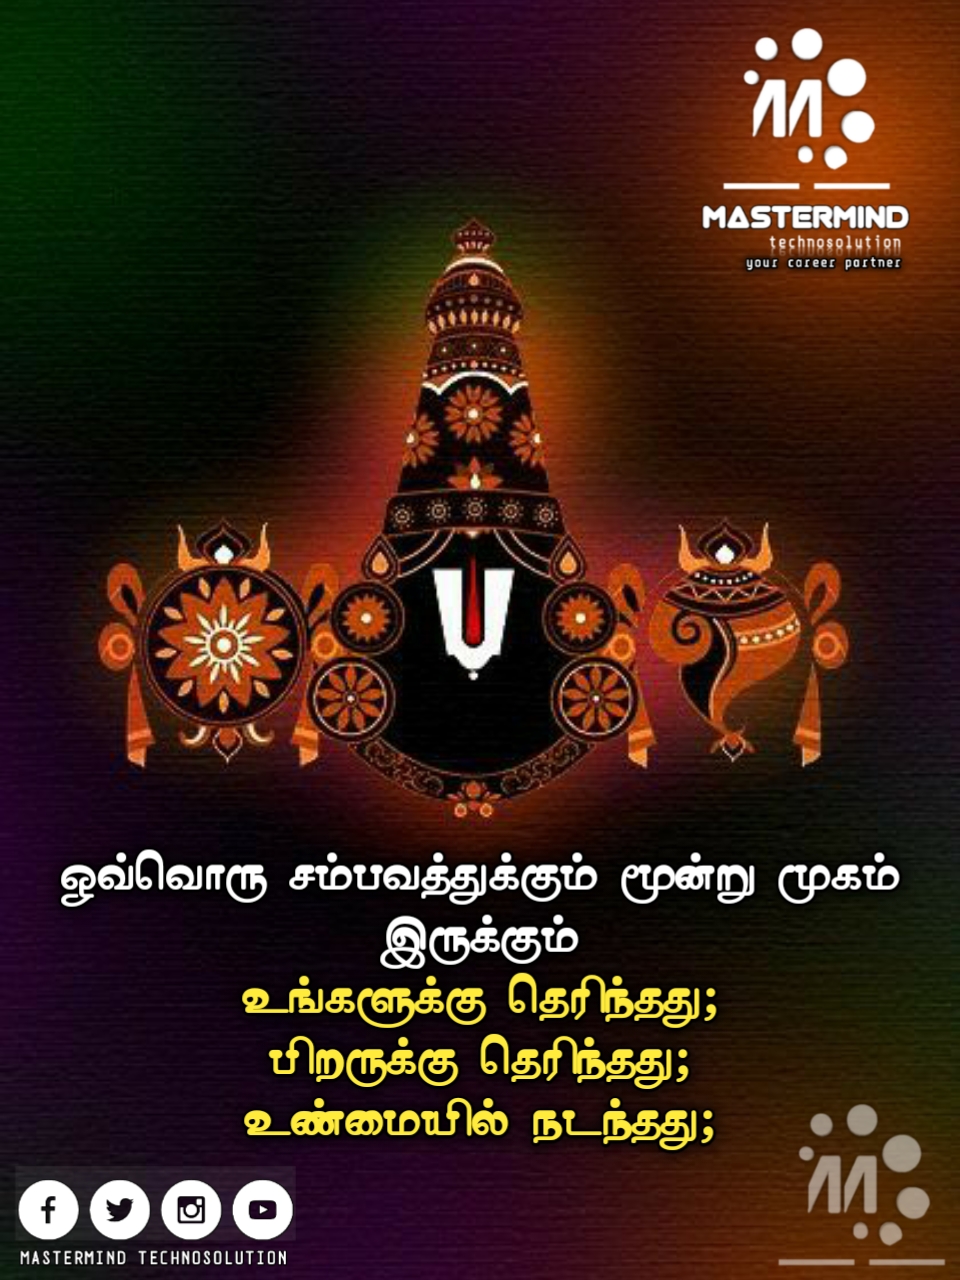 MASTERMIND
technosolution
your career partner
ஒவ்வொரு சம்பவத்துக்கும் மூன்று முகம்
இருக்கும்
உங்களுக்கு தெரிந்தது;
பிறருக்கு தெரிந்தது;
உண்மையில் நடந்தது;
MASTERMIND TECHNOSOLUTION